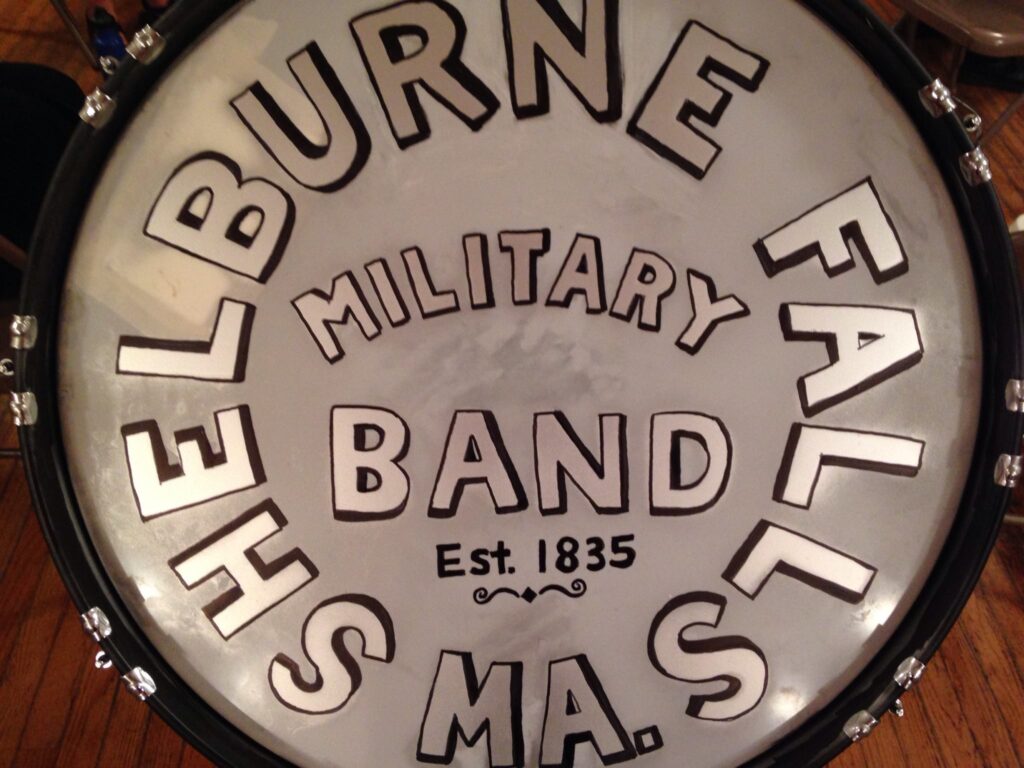 SHELBURNE FALLS
MILITARY
BAND
Est. 1835
MA.